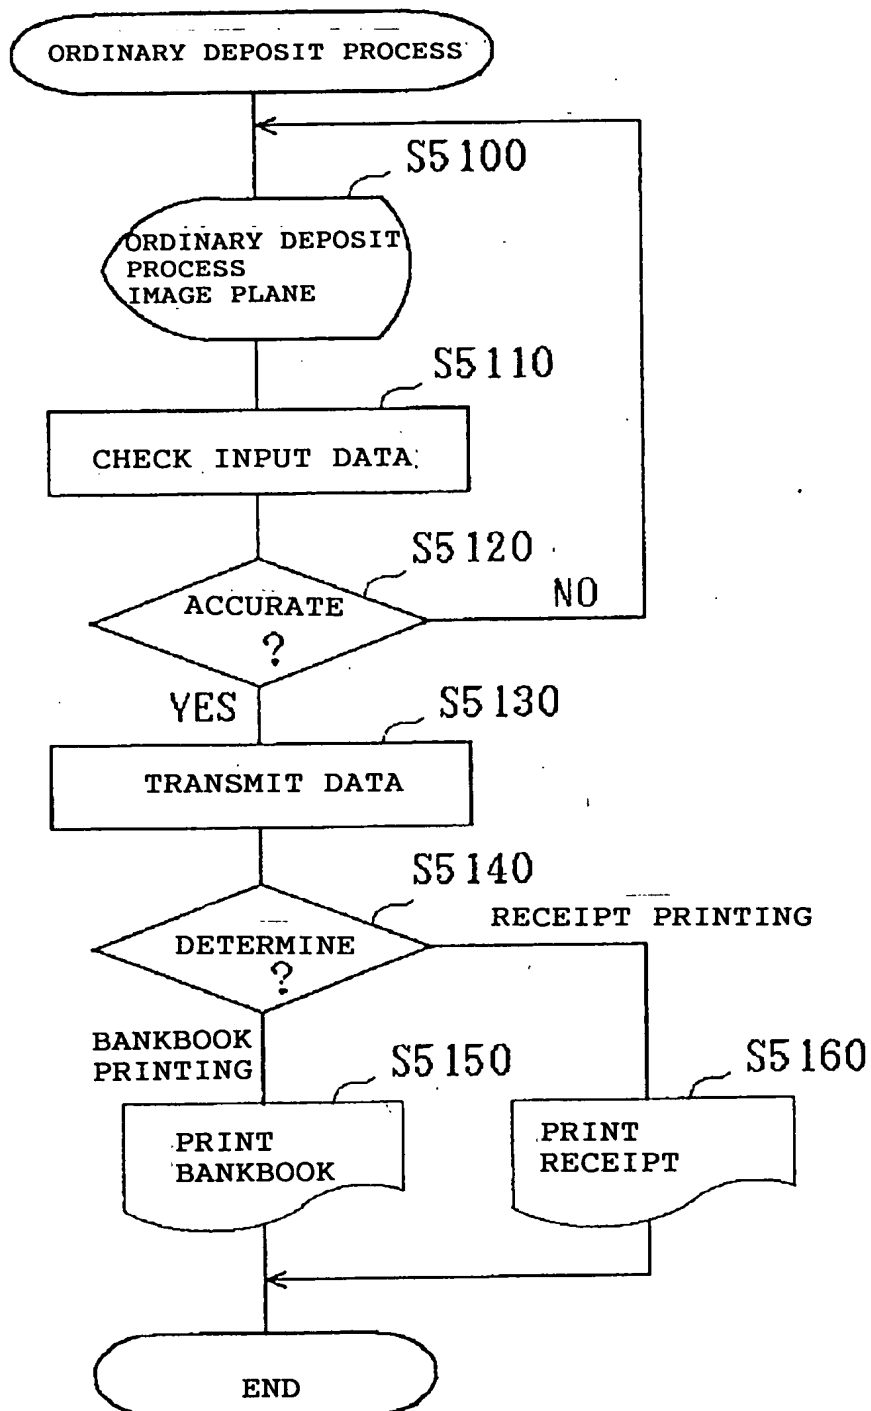 ORDINARY DEPOSIT PROCESS
S5100
ORDINARY DEPOSIT
PROCESS
IMAGE PLANE
S5110
CHECK INPUT DATA
S5120
ACCURATE
?
NO
YES
S5130
TRANSMIT DATA
S5140
DETERMINE
?
RECEIPT PRINTING
BANKBOOK
PRINTING
S5150
S5160
PRINT
BANKBOOK
PRINT
RECEIPT
END